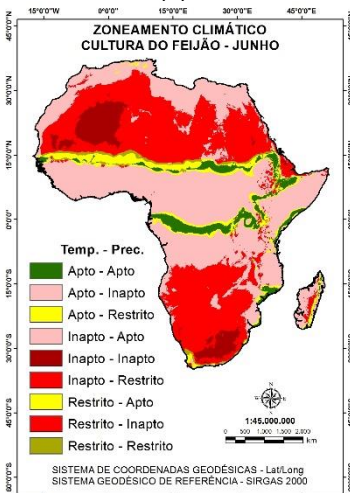 ZONEAMENTO CLIMÁTICO
CULTURA DO FEIJÃO - JUNHO
15°0'0"W 0°0'0" 15°0'0"E 30°0'0"E 45°0'0"E
45°0'0"N
30°0'0"N
15°0'0"N
0°0'0"
15°0'0"S
30°0'0"S
45°0'0"S
60°0'0"S
Temp. - Prec.
Apto - Apto
Apto - Inapto
Apto - Restrito
Inapto - Apto
Inapto - Inapto
Inapto - Restrito
Restrito - Apto
Restrito - Inapto
Restrito - Restrito
N
1:45.000.000
0 500 1.000 1.500 2.000
km
SISTEMA DE COORDENADAS GEODÉSICAS - Lat/Long
SISTEMA GEODÉSICO DE REFERÊNCIA - SIRGAS 2000